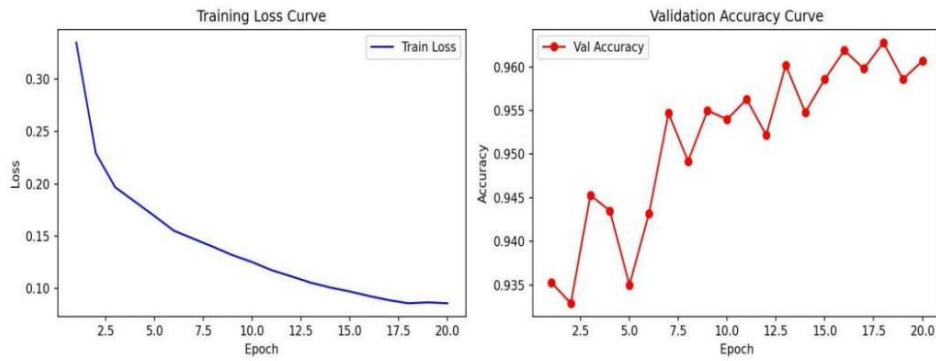 Training Loss Curve
Train Loss
0.30
0.25
0.20
0.15
0.10
Loss
2.5 5.0 7.5 10.0 12.5 15.0 17.5 20.0
Epoch
Validation Accuracy Curve
Val Accuracy
0.960
0.955
0.950
0.945
0.940
0.935
Accuracy
2.5 5.0 7.5 10.0 12.5 15.0 17.5 20.0
Epoch